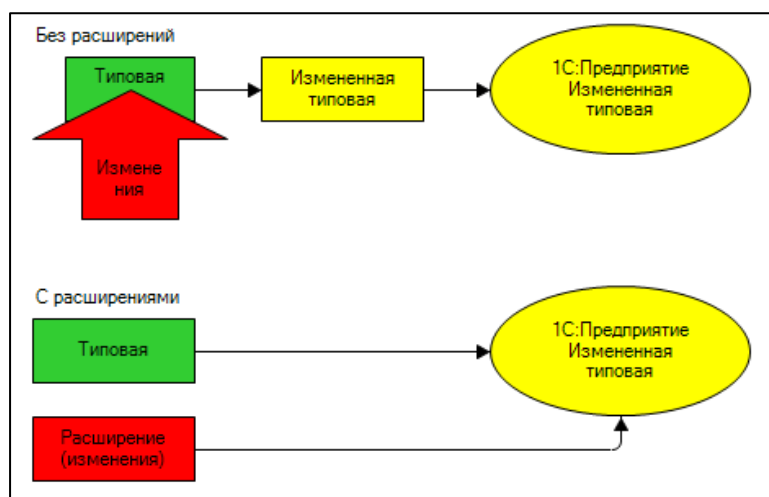 Без расширений
Типовая
Измененная
типовая
1С:Предприятие
Измененная
типовая
Измене
ния
С расширениями
Типовая
1С:Предприятие
Измененная
типовая
Расширение
(изменения)